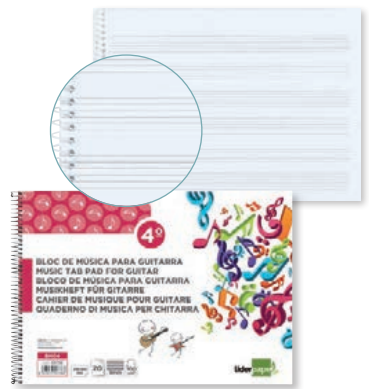 4º
BLOC DE MÚSICA PARA GUITARRA
MUSIC TAB PAD FOR GUITAR
BLOCO DE MÚSICA PARA GUITARRA
MUSIKHEFT FÜR GITARRE
CAHIER DE MUSIQUE POUR GUITARE
QUADERNO DI MUSICA PER CHITARRA
20
liderpapel